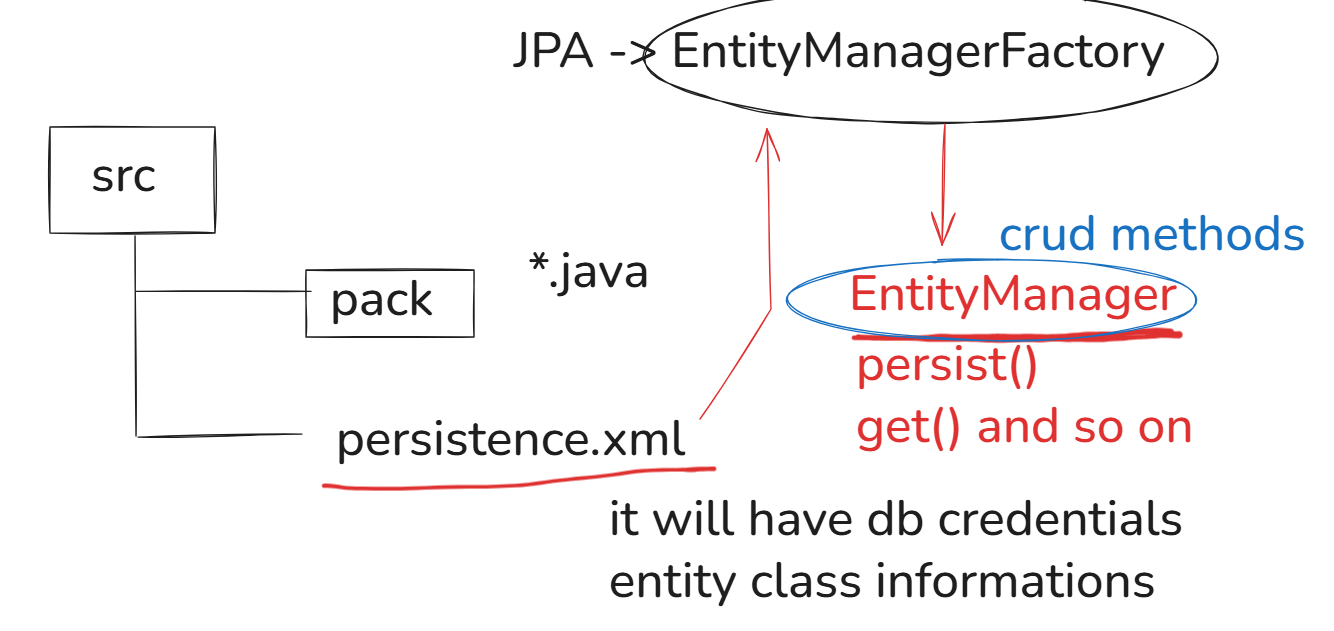 JPA -> EntityManagerFactory
src
crud methods
*.java
EntityManager
pack
persist()
get() and so on
persistence.xml
it will have db credentials
entity class informations